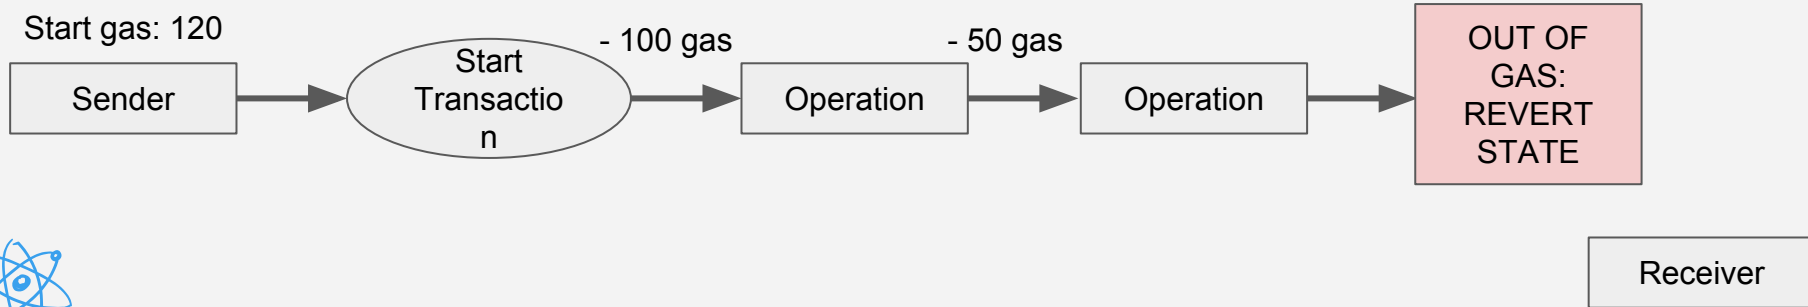 Start gas: 120
Sender
Start
Transactio
n
- 100 gas
Operation
- 50 gas
Operation
OUT OF
GAS:
REVERT
STATE
Receiver